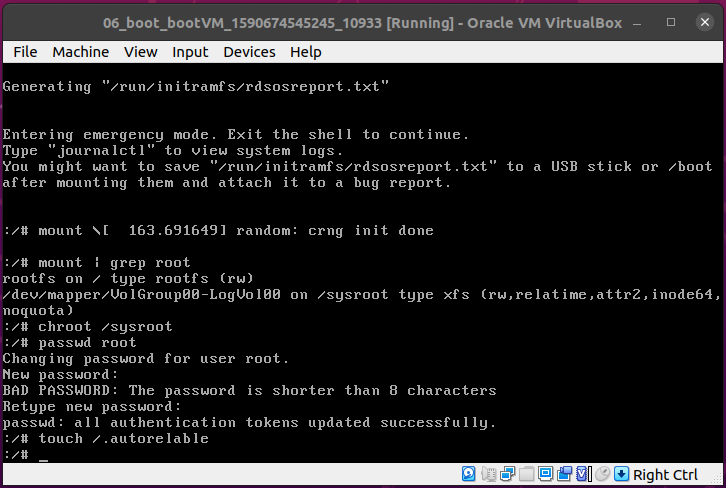 06_boot_bootVM_1590674545245_10933 [Running] - Oracle VM VirtualBox
File Machine View Input Devices Help
Generating "/run/initramfs/rdsosreport.txt"
Entering emergency mode. Exit the shell to continue.
Type "journalctl" to view system logs.
You might want to save "/run/initramfs/rdsosreport.txt" to a USB stick or /boot
after mounting them and attach it to a bug report.
:/# mount \[  163.691649] random: crng init done
:/# mount | grep root
rootfs on / type rootfs (rw)
/dev/mapper/VolGroup00-LogVol00 on /sysroot type xfs (rw,relatime,attr2,inode64,
noquota)
:/# chroot /sysroot
:/# passwd root
Changing password for user root.
New password:
BAD PASSWORD: The password is shorter than 8 characters
Retype new password:
passwd: all authentication tokens updated successfully.
:/# touch /.autorelable
:/# _
Right Ctrl